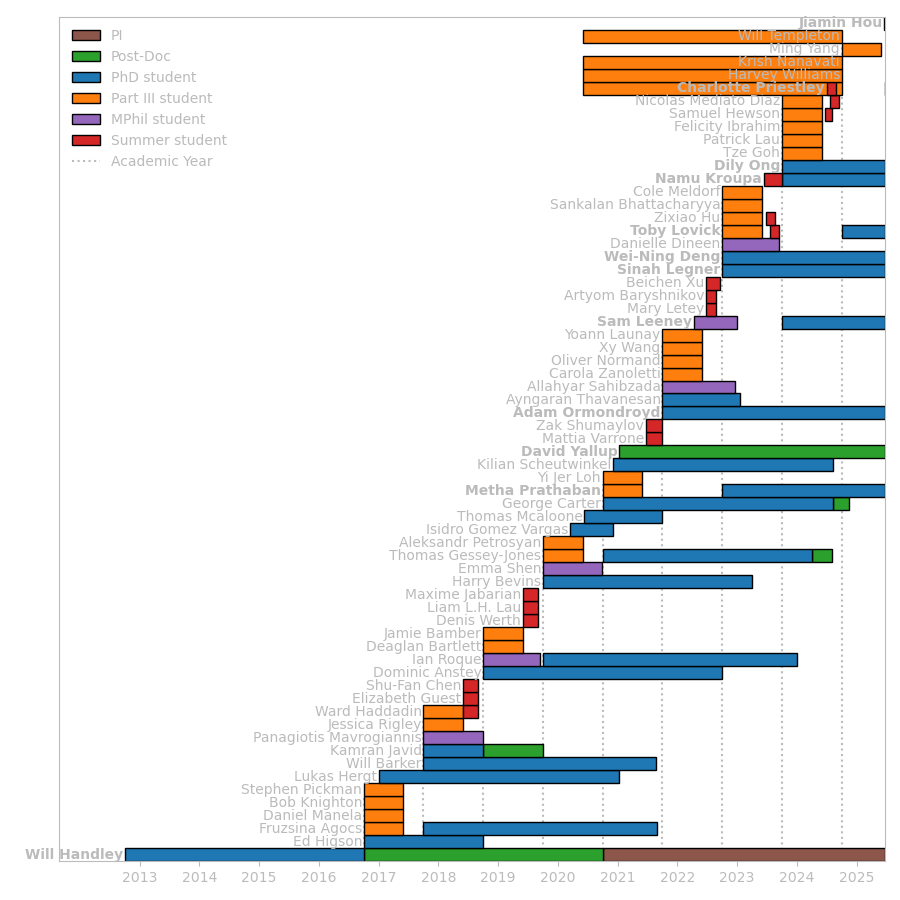 Jiamin Hou
PI
Will Templeton
Ming Yang
Post-Doc
Krish Nanavati
PhD student
Harvey Williams
Charlotte Priestley
Part III student
Nicolas Mediato Diaz
Samuel Hewson
MPhil student
Felicity Ibrahim
Summer student
Patrick Lau
Tze Goh
Academic Year
Dily Ong
Namu Kroupa
Cole Meldorf
Sankalan Bhattacharyya
Zixiao Hu
Toby Lovick
Danielle Dineen
Wei-Ning Deng
Sinah Legner
Beichen Xu
Artyom Baryshnikov
Mary Letey
Sam Leeney
Yoann Launay
Xy Wang
Oliver Normand
Carola Zanoletti
Allahyar Sahibzada
Ayngaran Thavanesan
Adam Ormondroyd
Zak Shumaylov
Mattia Varrone
David Yallup
Kilian Scheutwinkel
Yi Jer Loh
Metha Prathaban
George Carter
Thomas Mcaloone
Isidro Gomez Vargas
Aleksandr Petrosyan
Thomas Gessey-Jones
Emma Shen
Harry Bevins
Maxime Jabarian
Liam L.H. Lau
Denis Werth
Jamie Bamber
Deaglan Bartlett
Ian Roque
Dominic Anstey
Shu-Fan Chen
Elizabeth Guest
Ward Haddadin
Jessica Rigley
Panagiotis Mavrogiannis
Kamran Javid
Will Barker
Lukas Hergt
Stephen Pickman
Bob Knighton
Daniel Manela
Fruzsina Agocs
Ed Higson
Will Handley
2013 2014 2015 2016 2017 2018 2019 2020 2021 2022 2023 2024 2025